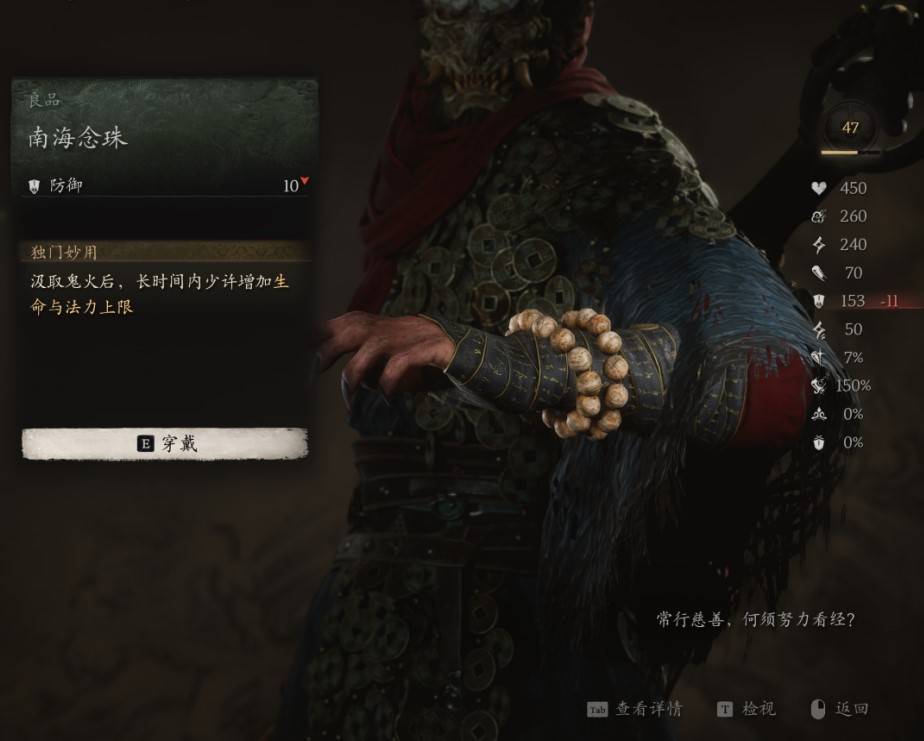 良品
南海念珠
防御 10
独门妙用
汲取鬼火后，长时间内少许增加生
命与法力上限
E 穿戴
47
450
260
240
70
153 -11
50
7%
150%
0%
0%
常行慈善，何须努力看经？
Tab 查看详情 T 检视 返回